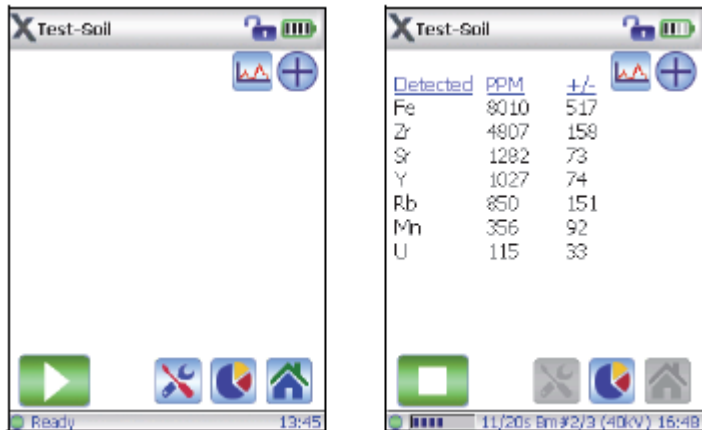 Test-Soil
Ready 13:45
Test-Soil
Detected PPM +/-
Fe 8010 517
Zr 4807 158
Sr 1282 73
Y 1027 74
Rb 850 151
Mn 356 92
U 115 33
11/20s Bm#2/3 (40kV) 16:48